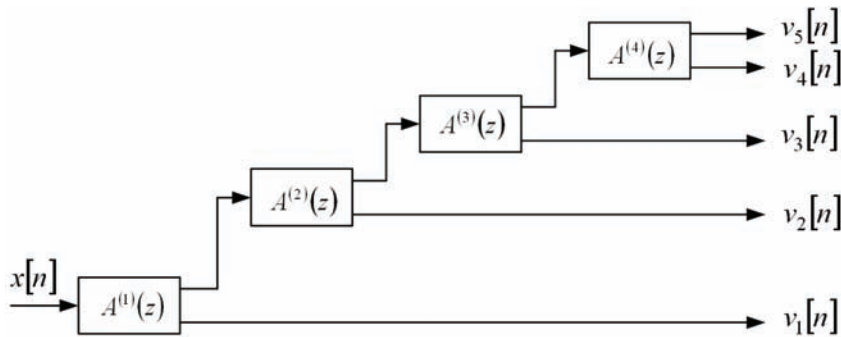 v₅[n]
A⁽⁴⁾(z)
v₄[n]
A⁽³⁾(z)
v₃[n]
A⁽²⁾(z)
v₂[n]
x[n]
A⁽¹⁾(z)
v₁[n]